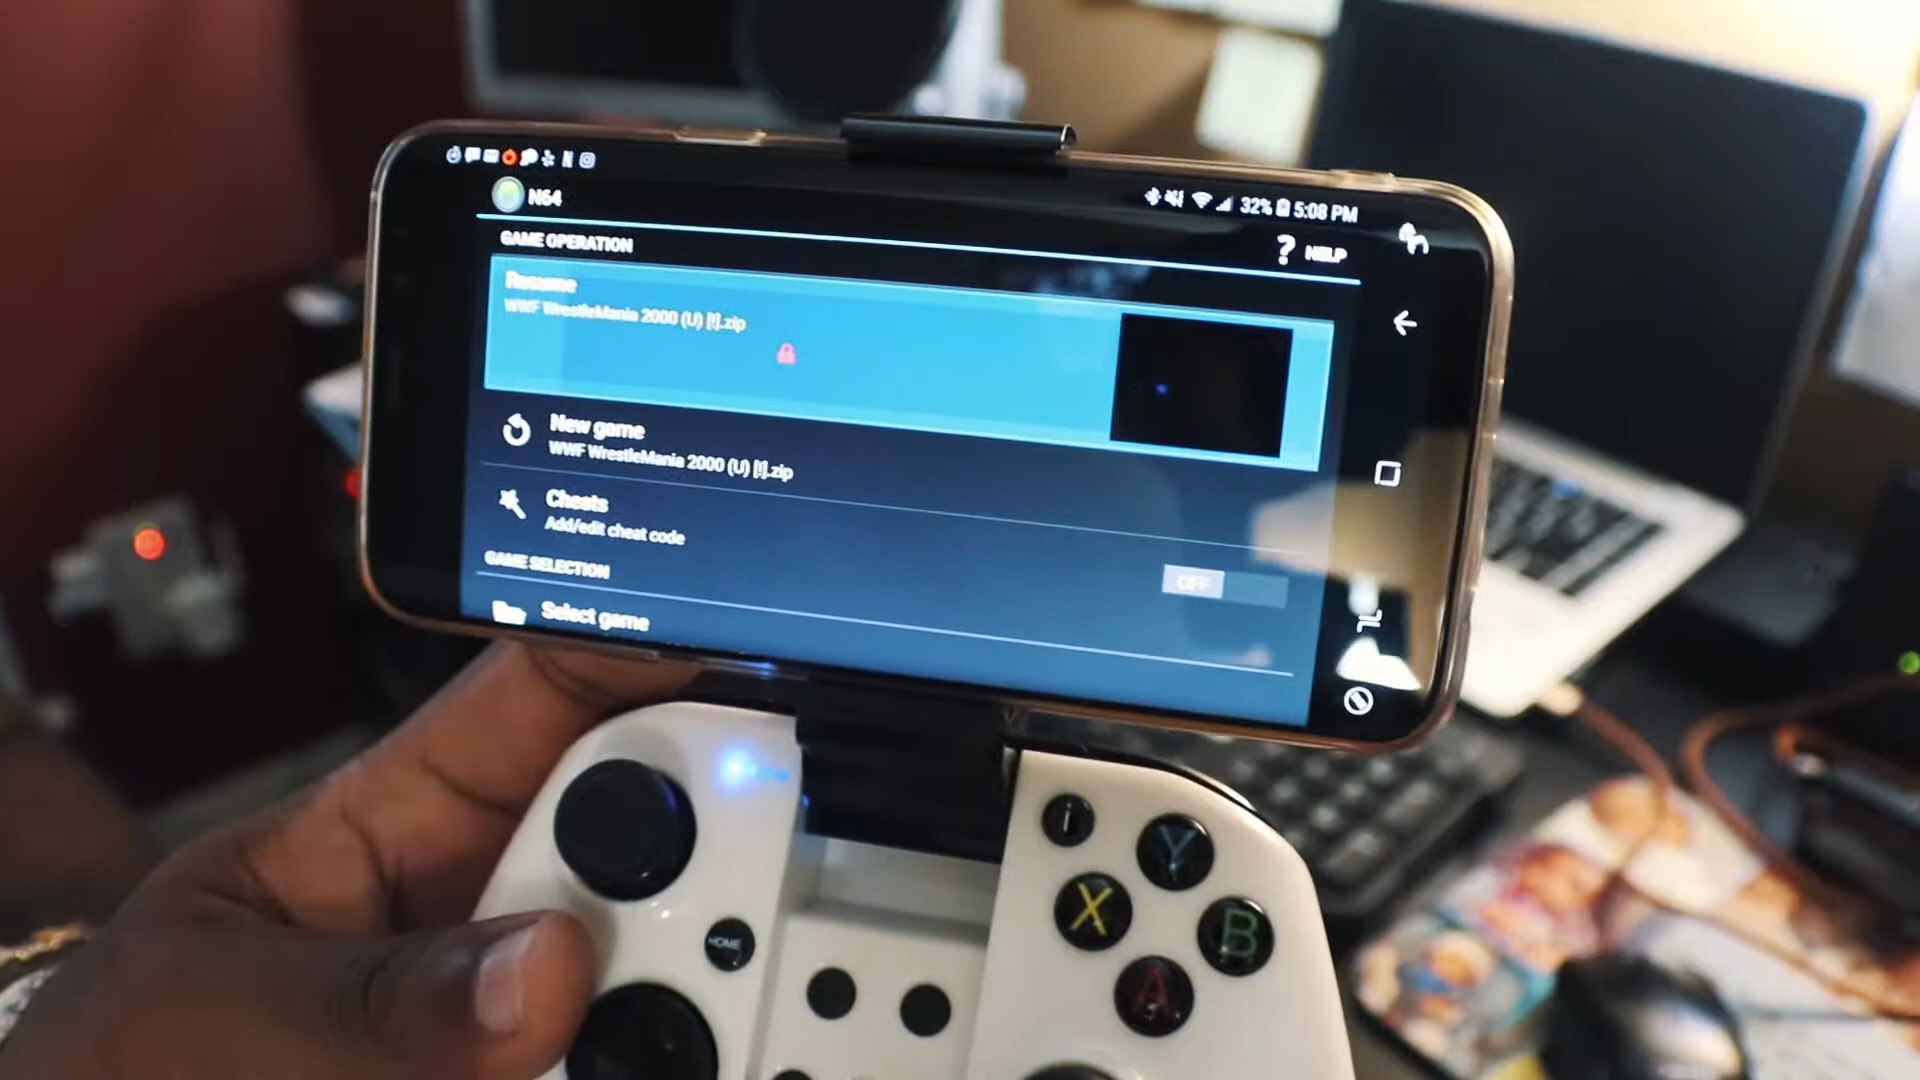 N64
32% 5:08 PM
GAME OPERATION
? HELP
Resume
WWF WrestleMania 2000 (U) [!].zip
New game
WWF WrestleMania 2000 (U) [!].zip
Cheats
Add/edit cheat code
OFF
GAME SELECTION
Select game
HOME
Y
X
B
A